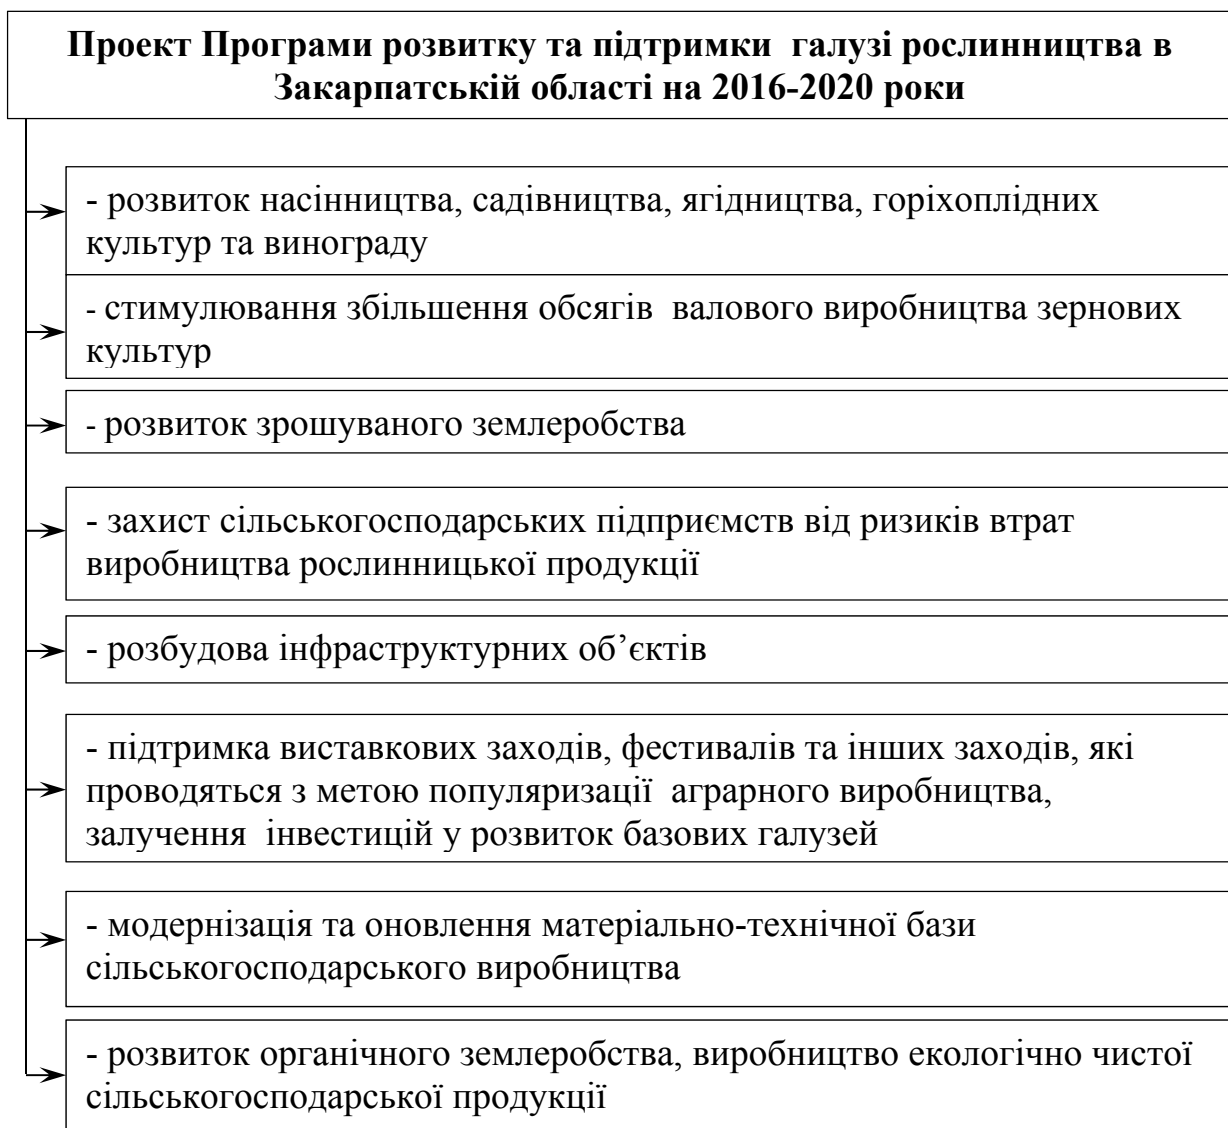 Проект Програми розвитку та підтримки галузі рослинництва в
Закарпатській області на 2016-2020 роки
- розвиток насінництва, садівництва, ягідництва, горіхоплідних
культур та винограду
- стимулювання збільшення обсягів валового виробництва зернових
культур
- розвиток зрошуваного землеробства
- захист сільськогосподарських підприємств від ризиків втрат
виробництва рослинницької продукції
- розбудова інфраструктурних об’єктів
- підтримка виставкових заходів, фестивалів та інших заходів, які
проводяться з метою популяризації аграрного виробництва,
залучення інвестицій у розвиток базових галузей
- модернізація та оновлення матеріально-технічної бази
сільськогосподарського виробництва
- розвиток органічного землеробства, виробництво екологічно чистої
сільськогосподарської продукції